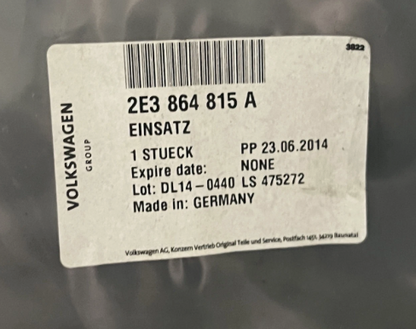 3822
VOLKSWAGEN
GROUP
2E3 864 815 A
EINSATZ
1 STUECK PP 23.06.2014
Expire date: NONE
Lot: DL14-0440 LS 475272
Made in: GERMANY
Volkswagen AG, Konzern Vertrieb Original Teile und Service, Postfach 1451, 34219 Baunatal